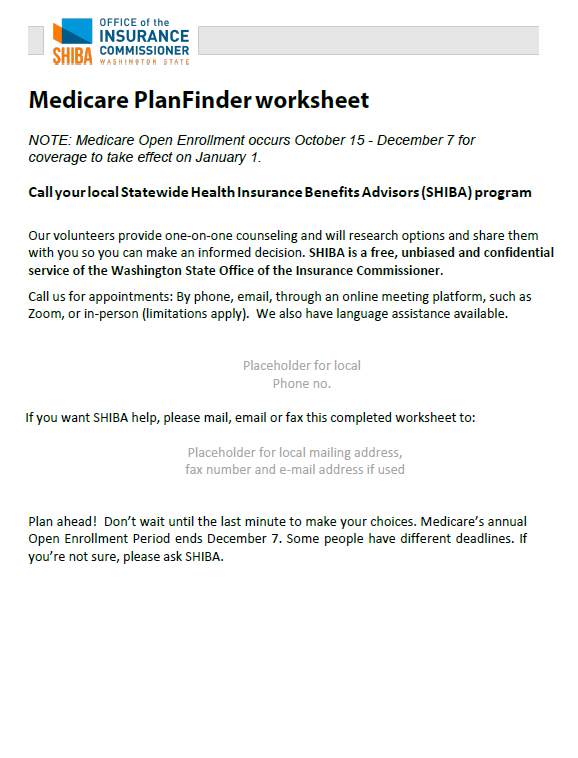 OFFICE of the
INSURANCE
COMMISSIONER
SHIBA WASHINGTON STATE
Medicare PlanFinder worksheet
NOTE: Medicare Open Enrollment occurs October 15 - December 7 for
coverage to take effect on January 1.
Call your local Statewide Health Insurance Benefits Advisors (SHIBA) program
Our volunteers provide one-on-one counseling and will research options and share them
with you so you can make an informed decision. SHIBA is a free, unbiased and confidential
service of the Washington State Office of the Insurance Commissioner.
Call us for appointments: By phone, email, through an online meeting platform, such as
Zoom, or in-person (limitations apply).  We also have language assistance available.
Placeholder for local
Phone no.
If you want SHIBA help, please mail, email or fax this completed worksheet to:
Placeholder for local mailing address,
fax number and e-mail address if used
Plan ahead!  Don't wait until the last minute to make your choices. Medicare's annual
Open Enrollment Period ends December 7. Some people have different deadlines. If
you're not sure, please ask SHIBA.